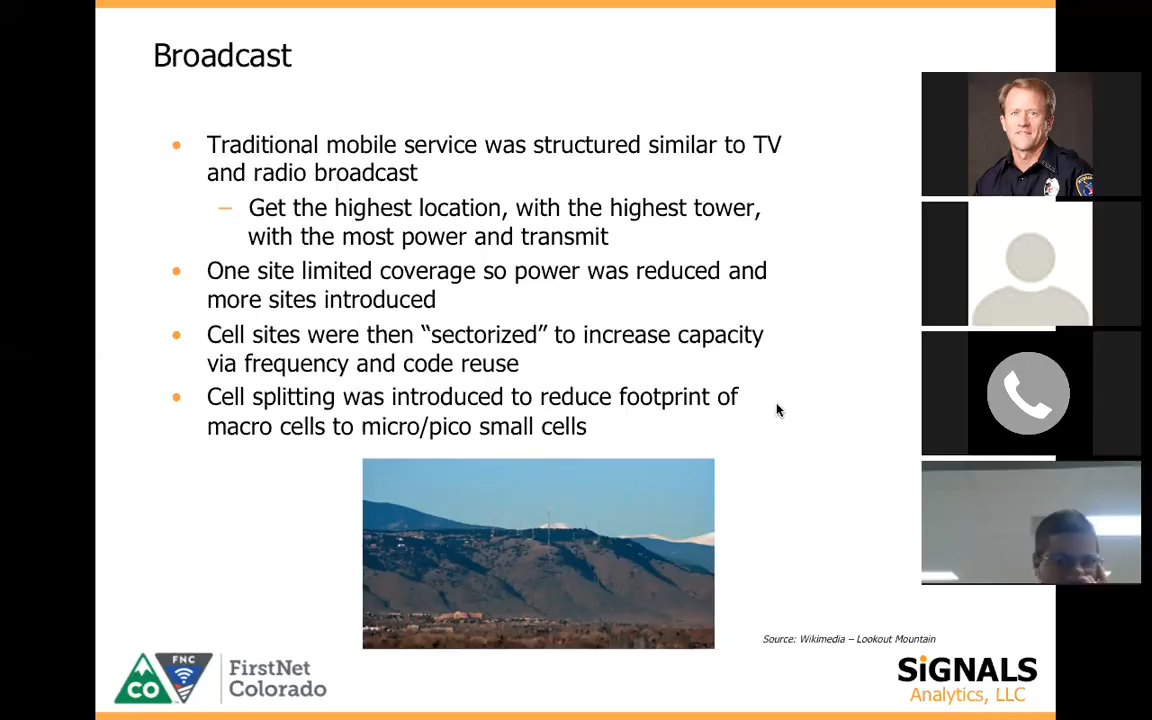 Broadcast
• Traditional mobile service was structured similar to TV
and radio broadcast
– Get the highest location, with the highest tower,
with the most power and transmit
• One site limited coverage so power was reduced and
more sites introduced
• Cell sites were then “sectorized” to increase capacity
via frequency and code reuse
• Cell splitting was introduced to reduce footprint of
macro cells to micro/pico small cells
Source: Wikimedia – Lookout Mountain
CO
FNC
FirstNet
Colorado
SiGNALS
Analytics, LLC